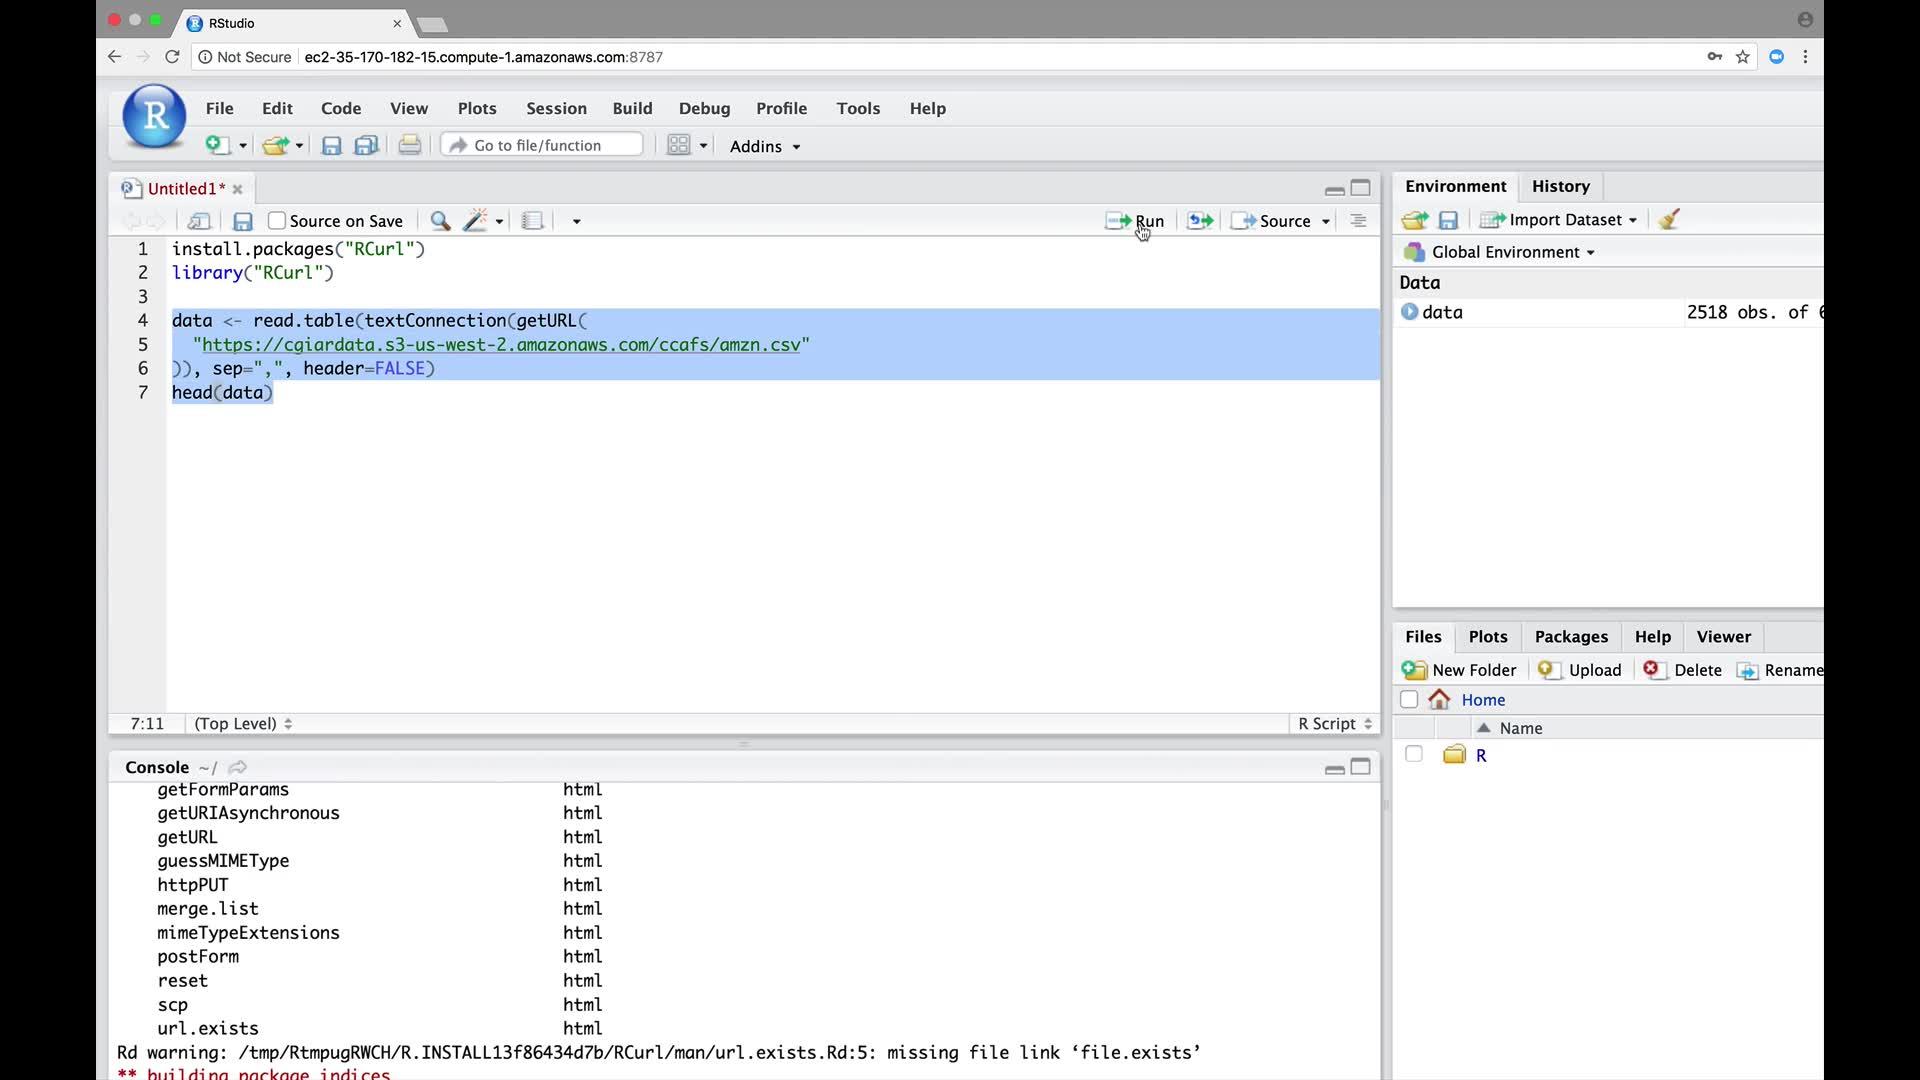 RStudio
Not Secure ec2-35-170-182-15.compute-1.amazonaws.com:8787
R File Edit Code View Plots Session Build Debug Profile Tools Help
Go to file/function Addins
Untitled1*
Source on Save Run Source
1 install.packages("RCurl")
2 library("RCurl")
3
4 data <- read.table(textConnection(getURL(
5 "https://cgiardata.s3-us-west-2.amazonaws.com/ccafs/amzn.csv"
6 )), sep=",", header=FALSE)
7 head(data)
7:11 (Top Level) R Script
Console ~/
getFormParams html
getURIAsynchronous html
getURL html
guessMIMEType html
httpPUT html
merge.list html
mimeTypeExtensions html
postForm html
reset html
scp html
url.exists html
Rd warning: /tmp/RtmpugRWCH/R.INSTALL13f86434d7b/RCurl/man/url.exists.Rd:5: missing file link ‘file.exists’
** building package indices
Environment History
Import Dataset
Global Environment
Data
data 2518 obs. of
Files Plots Packages Help Viewer
New Folder Upload Delete Rename
Home
Name
R